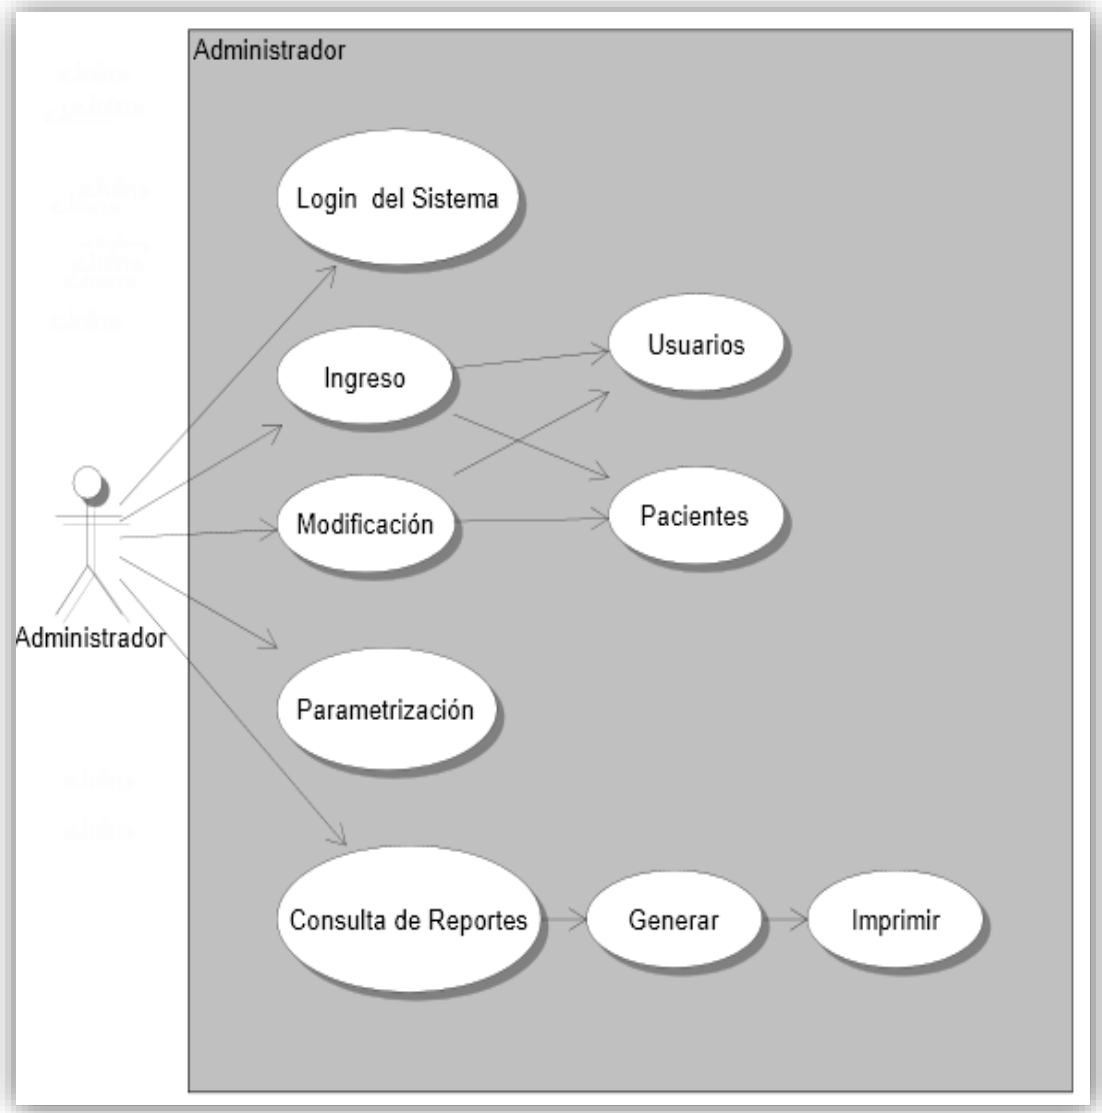 Administrador
Login del Sistema
Ingreso
Usuarios
Modificación
Pacientes
Administrador
Parametrización
Consulta de Reportes
Generar
Imprimir